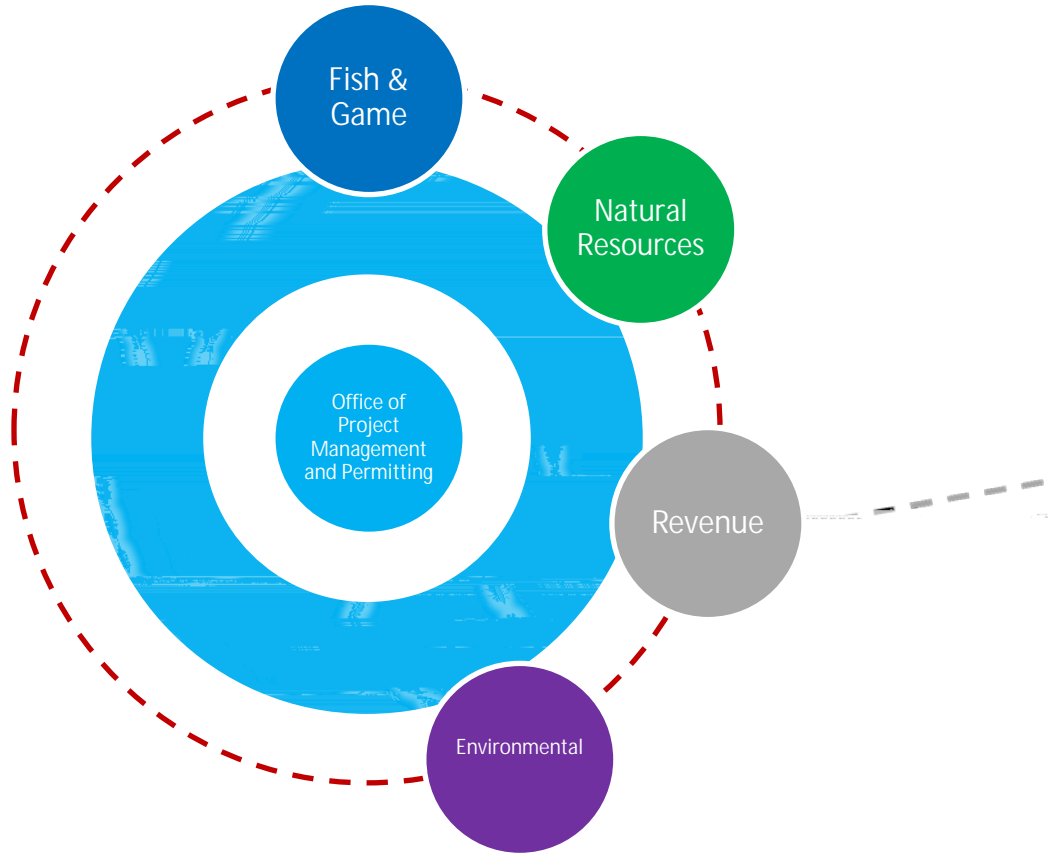 Fish &
Game
Natural
Resources
Office of
Project
Management
and Permitting
Revenue
Environmental